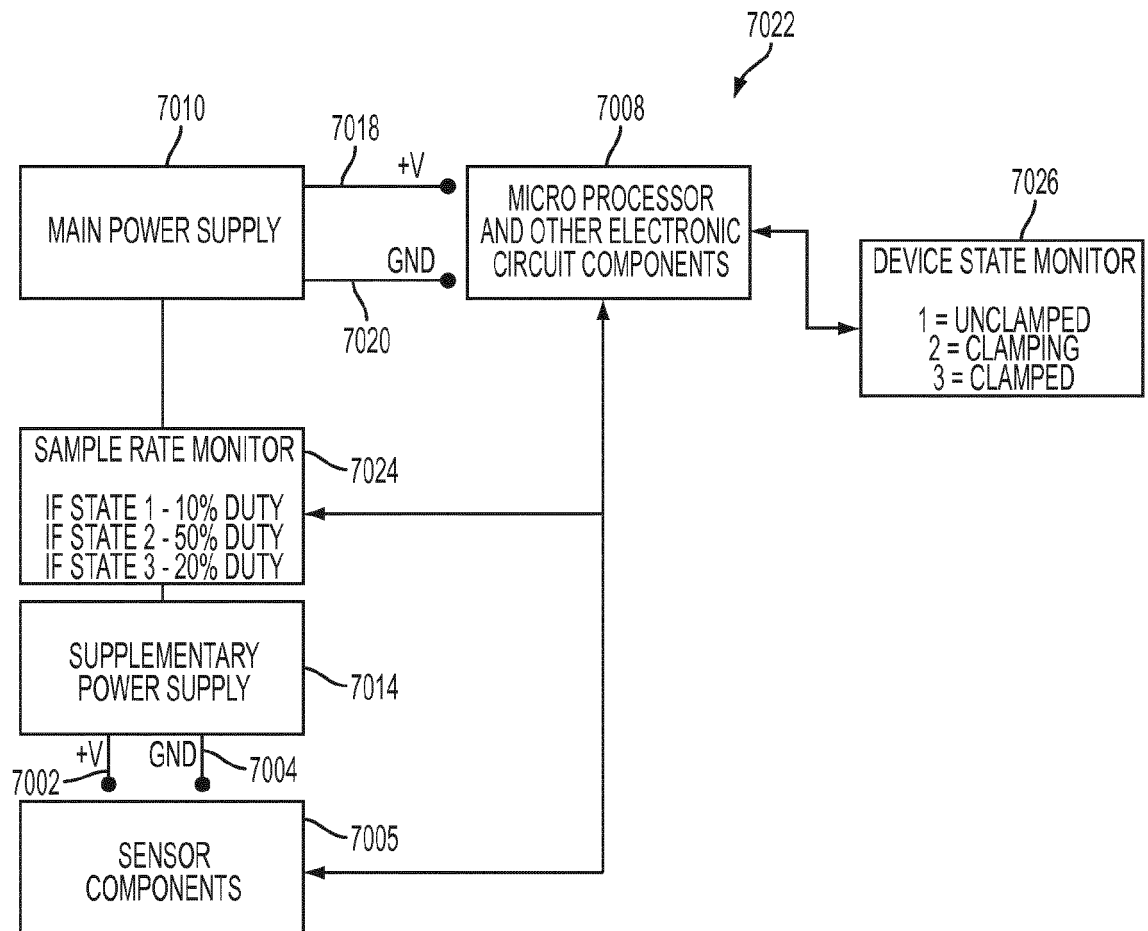 7022
7010
7018
7008
+V
MAIN POWER SUPPLY
MICRO PROCESSOR
AND OTHER ELECTRONIC
CIRCUIT COMPONENTS
7026
GND
7020
DEVICE STATE MONITOR
1 = UNCLAMPED
2 = CLAMPING
3 = CLAMPED
SAMPLE RATE MONITOR
7024
IF STATE 1 - 10% DUTY
IF STATE 2 - 50% DUTY
IF STATE 3 - 20% DUTY
SUPPLEMENTARY
POWER SUPPLY
7014
+V
GND
7002
7004
7005
SENSOR
COMPONENTS